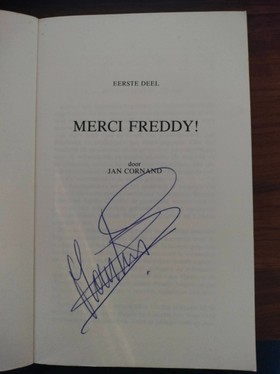 EERSTE DEEL
MERCI FREDDY!
door
JAN CORNAND